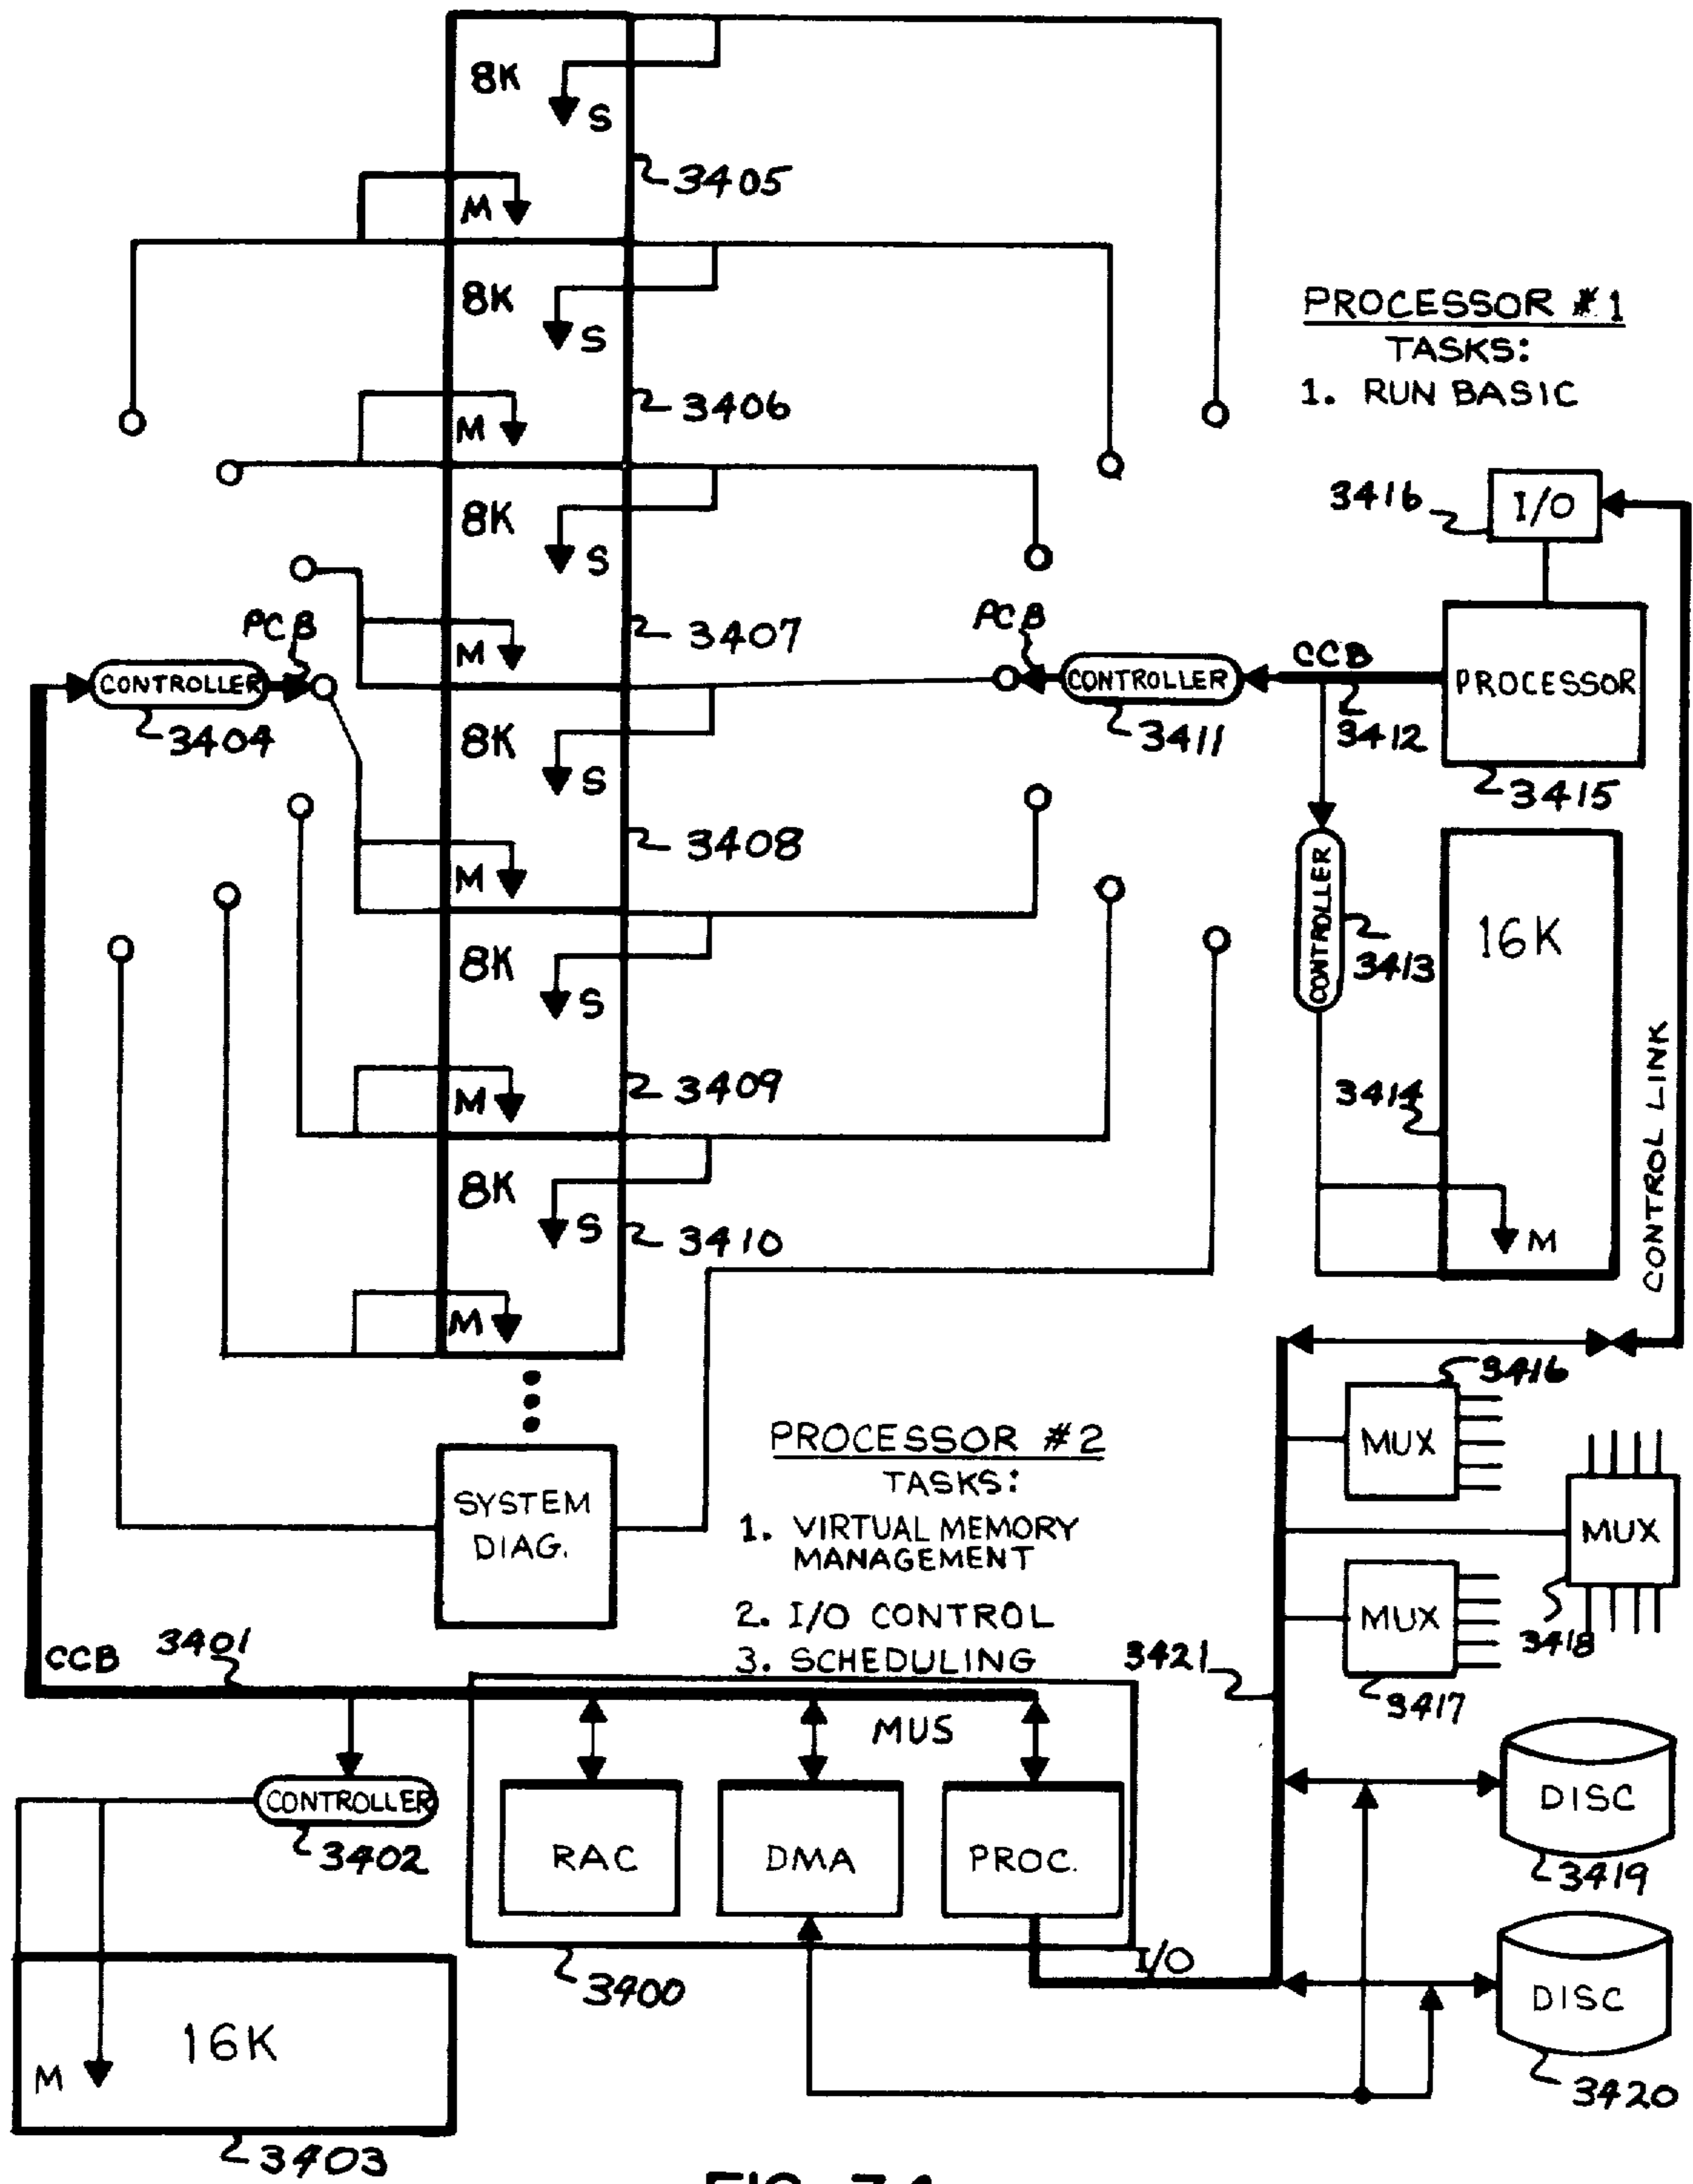 8K
S
3405
M
8K
S
PROCESSOR #1
TASKS:
1. RUN BASIC
3406
M
3416
I/O
8K
S
PCB
3407
PCB
M
CCB
CONTROLLER
CONTROLLER
PROCESSOR
3404
3411
3412
8K
S
3415
3408
M
CONTROLLER
3413
16K
8K
S
3409
M
3414
CONTROL LINK
8K
S
3410
M
M
3416
MUX
PROCESSOR #2
TASKS:
SYSTEM
DIAG.
1. VIRTUAL MEMORY
MANAGEMENT
MUX
2. I/O CONTROL
MUX
3418
3. SCHEDULING
CCB
3401
3421
3417
MUS
CONTROLLER
DISC
3402
RAC
DMA
PROC.
3419
I/O
3400
DISC
16K
M
3420
3403